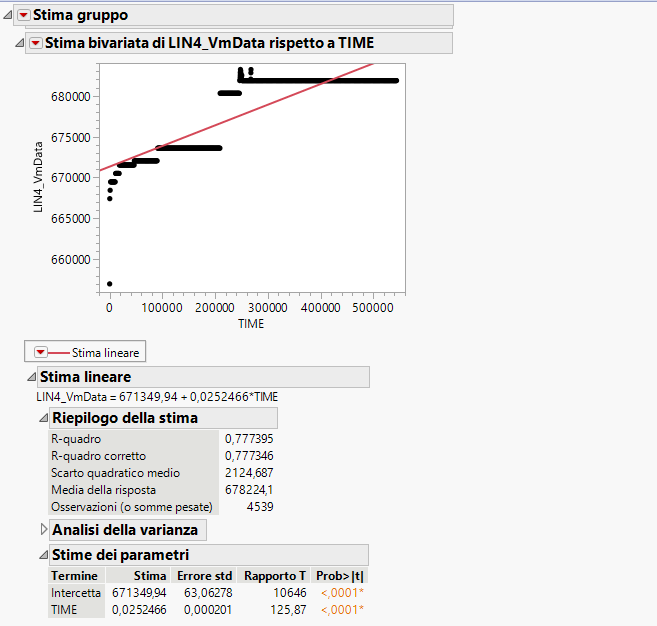 Stima gruppo
Stima bivariata di LIN4_VmData rispetto a TIME
680000
675000
670000
665000
660000
LIN4_VmData
0 100000 200000 300000 400000 500000
TIME
Stima lineare
Stima lineare
LIN4_VmData = 671349,94 + 0,0252466*TIME
Riepilogo della stima
R-quadro 0,777395
R-quadro corretto 0,777346
Scarto quadratico medio 2124,687
Media della risposta 678224,1
Osservazioni (o somme pesate) 4539
Analisi della varianza
Stime dei parametri
Termine Stima Errore std Rapporto T Prob>|t|
Intercetta 671349,94 63,06278 10646 <,0001*
TIME 0,0252466 0,000201 125,87 <,0001*